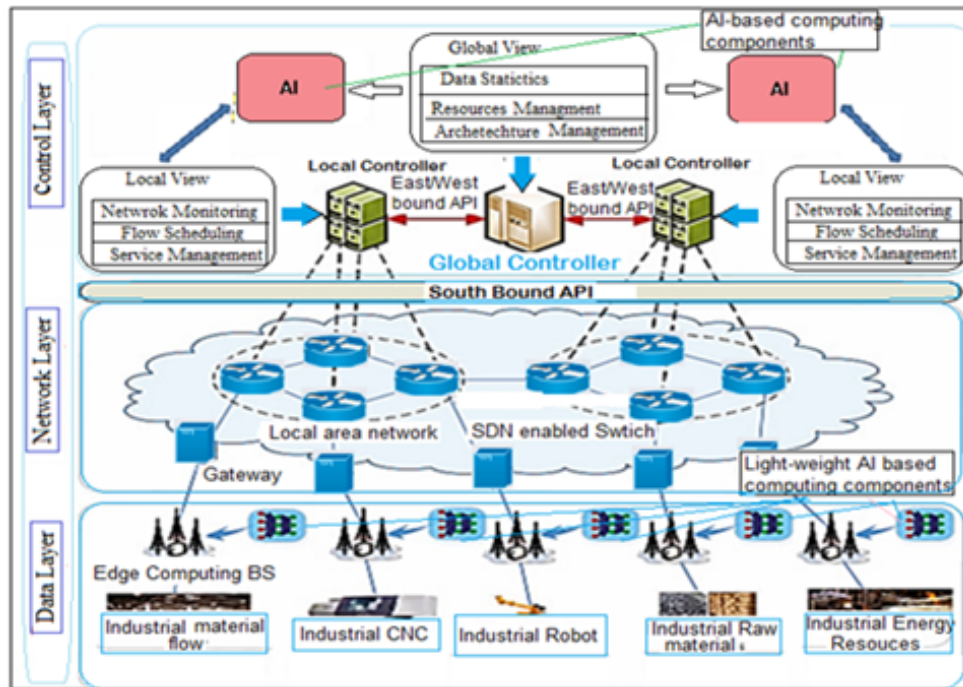 AI-based computing
components
Global View
Data Statictics
Resources Managment
Archetechture Management
AI
AI
Control Layer
Local Controller
Local Controller
Local View
Netwrok Monitoring
Flow Scheduling
Service Management
East/West
bound API
East/West
bound API
Local View
Netwrok Monitoring
Flow Scheduling
Service Management
Global Controller
South Bound API
Network Layer
Local area network
SDN enabled Swtich
Gateway
Light-weight AI based
computing components
Data Layer
Edge Computing BS
Industrial material
flow
Industrial CNC
Industrial Robot
Industrial Raw
material
Industrial Energy
Resouces